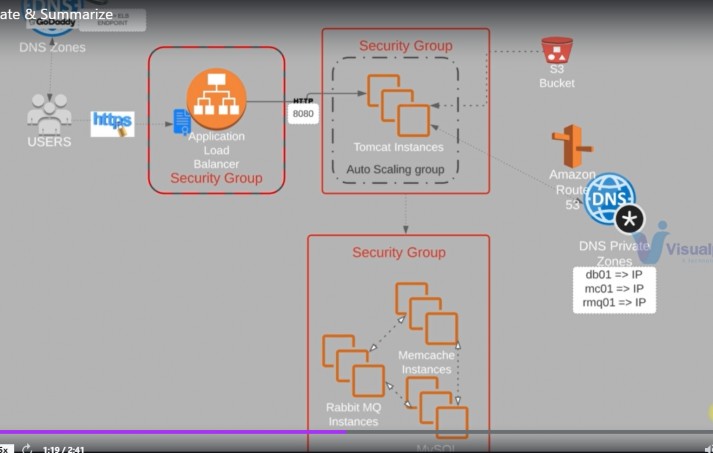 ate & Summarize
GoDaddy
ELB
ENDPOINT
DNS Zones
USERS
https
Application
Load
Balancer
Security Group
HTTP
8080
Security Group
Tomcat Instances
Auto Scaling group
S3
Bucket
Amazon
Route
53
DNS
*
DNS Private
Zones
db01 => IP
mc01 => IP
rmq01 => IP
Visualp
Security Group
Memcache
Instances
Rabbit MQ
Instances
MySQL
1:19 / 2:41